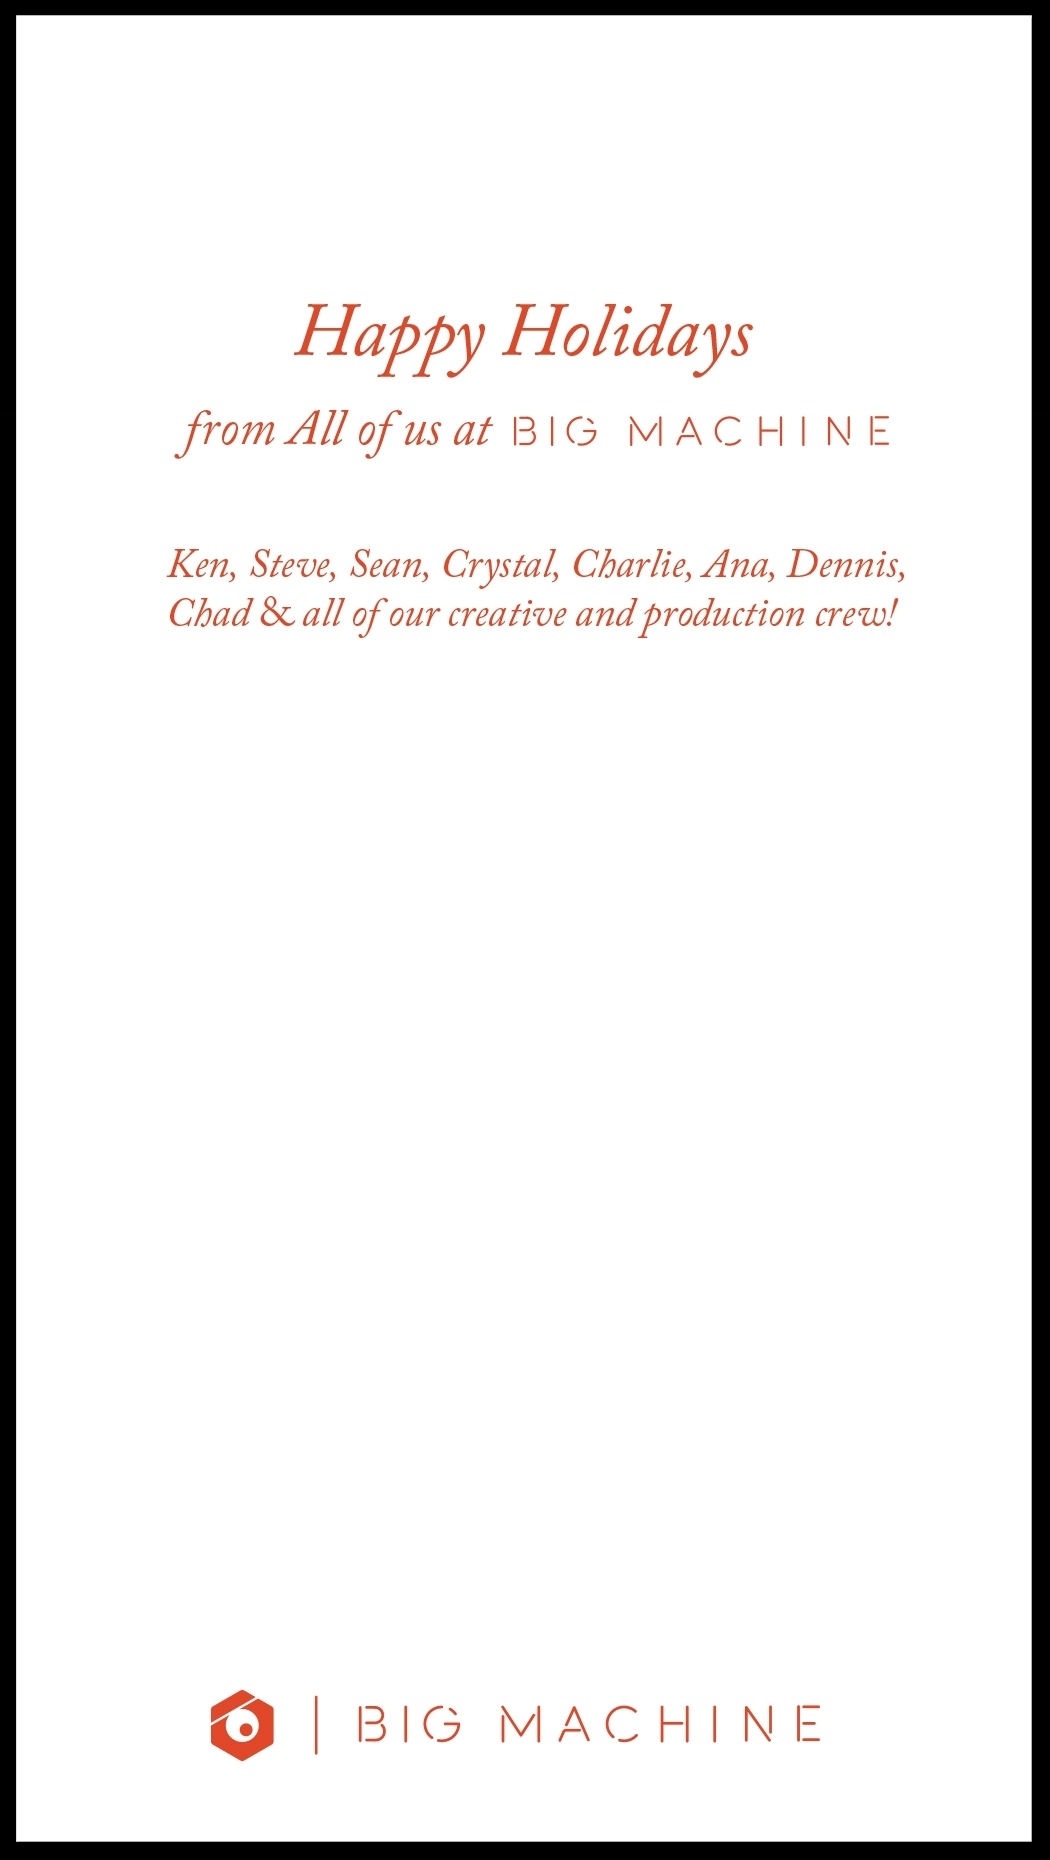 Happy Holidays
from All of us at BIG MACHINE
Ken, Steve, Sean, Crystal, Charlie, Ana, Dennis,
Chad & all of our creative and production crew!
BIG MACHINE